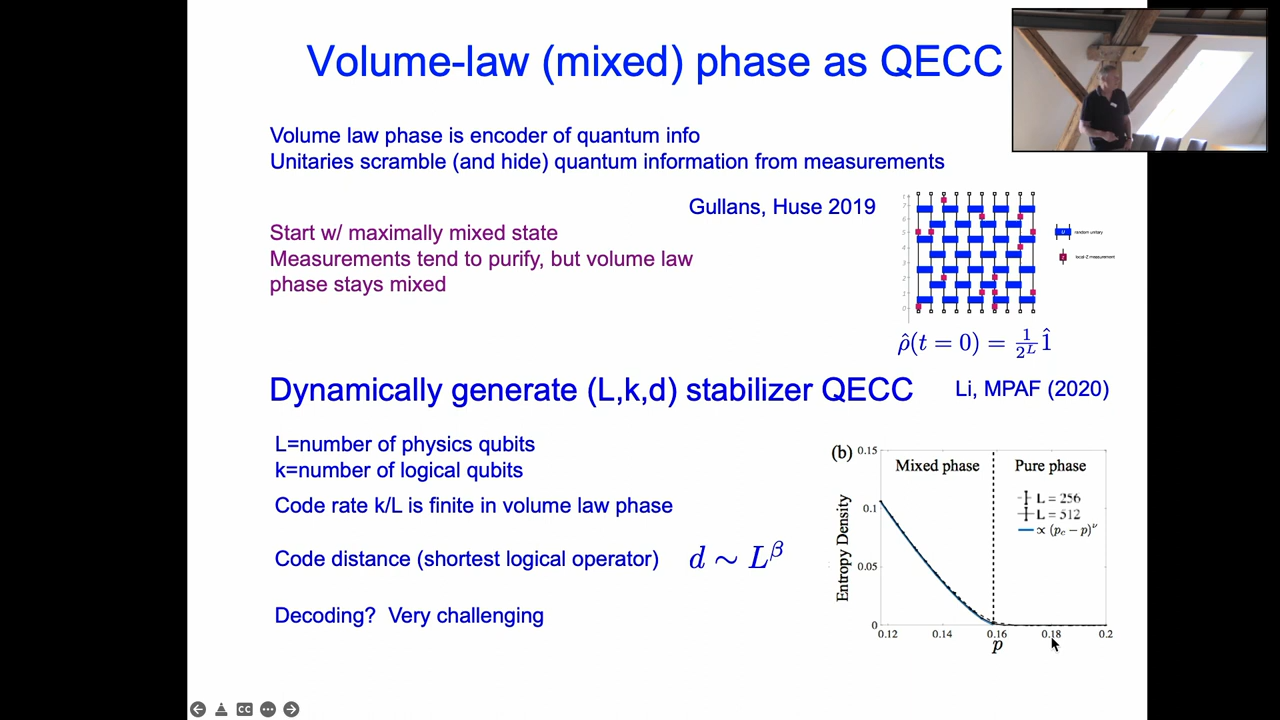 Volume-law (mixed) phase as QECC
Volume law phase is encoder of quantum info
Unitaries scramble (and hide) quantum information from measurements
Gullans, Huse 2019
Start w/ maximally mixed state
Measurements tend to purify, but volume law
phase stays mixed
random unitary
local-Z measurement
ρ̂(t = 0) = 1/2^L 1̂
Dynamically generate (L,k,d) stabilizer QECC
Li, MPAF (2020)
L=number of physics qubits
k=number of logical qubits
Code rate k/L is finite in volume law phase
Code distance (shortest logical operator) d ∼ L^β
Decoding? Very challenging
(b)
Entropy Density
0.15
0.1
0.05
0
Mixed phase
Pure phase
L = 256
L = 512
∝ (p_c − p)^ν
0.12 0.14 0.16 0.18 0.2
p
CC